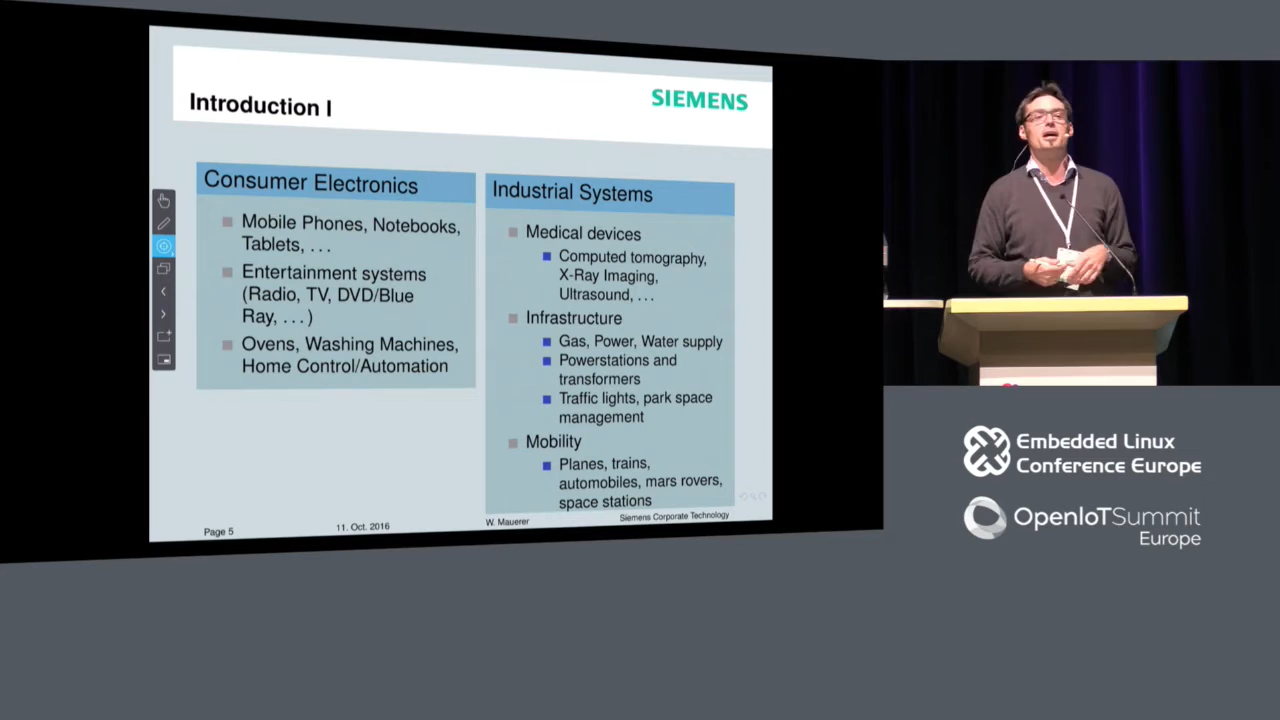 Introduction I
SIEMENS
Consumer Electronics
Mobile Phones, Notebooks,
Tablets, . . .
Entertainment systems
(Radio, TV, DVD/Blue
Ray, . . . )
Ovens, Washing Machines,
Home Control/Automation
Industrial Systems
Medical devices
Computed tomography,
X-Ray Imaging,
Ultrasound, . . .
Infrastructure
Gas, Power, Water supply
Powerstations and
transformers
Traffic lights, park space
management
Mobility
Planes, trains,
automobiles, mars rovers,
space stations
Page 5
11. Oct. 2016
W. Mauerer
Siemens Corporate Technology
Embedded Linux
Conference Europe
OpenIoTSummit
Europe